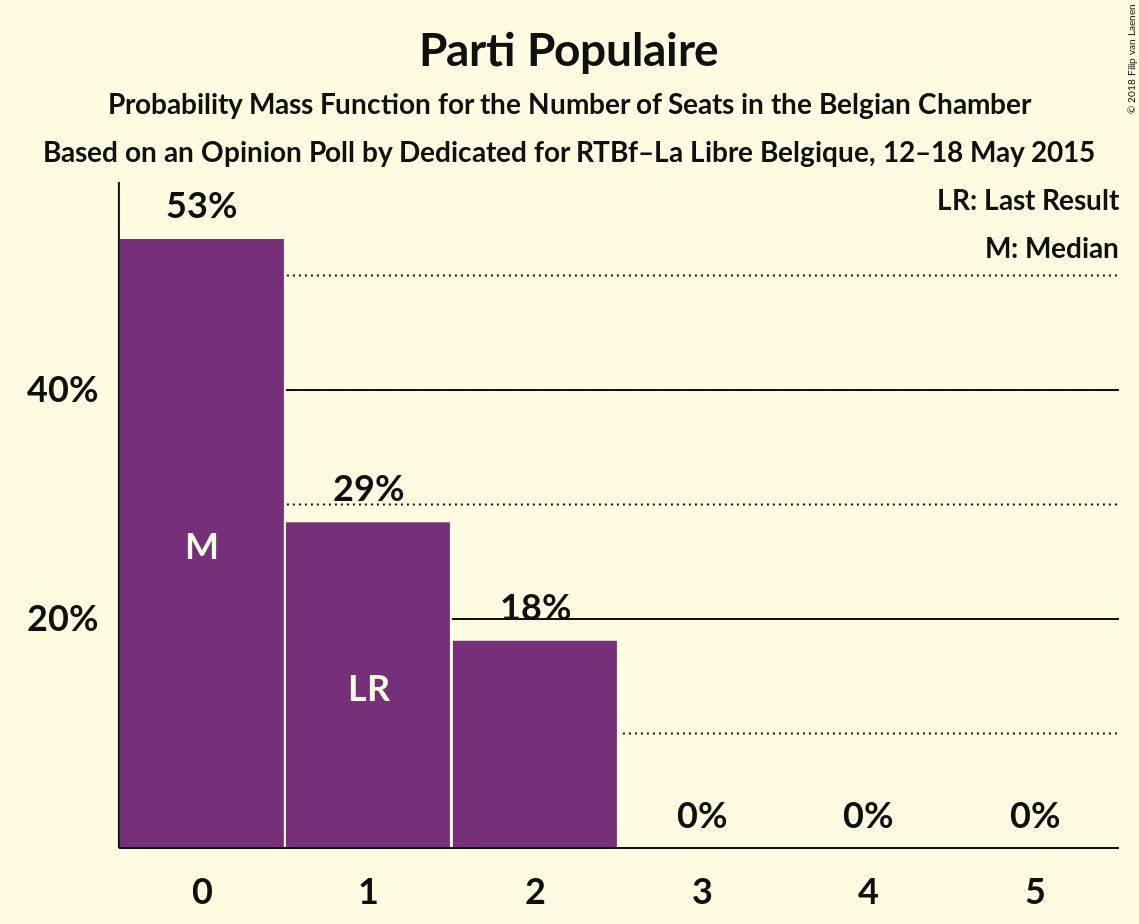 Parti Populaire
Probability Mass Function for the Number of Seats in the Belgian Chamber
Based on an Opinion Poll by Dedicated for RTBf–La Libre Belgique, 12–18 May 2015
© 2018 Filip van Laenen
LR: Last Result
M: Median
53%
40%
29%
M
20%
18%
LR
0% 0% 0%
0 1 2 3 4 5